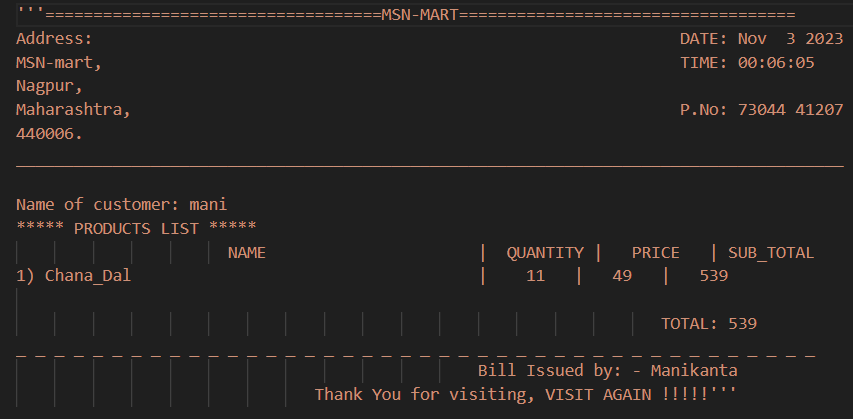 '''===================================MSN-MART===================================
Address: DATE: Nov  3 2023
MSN-mart, TIME: 00:06:05
Nagpur,
Maharashtra, P.No: 73044 41207
440006.
______________________________________________________________________________________
Name of customer: mani
***** PRODUCTS LIST *****
NAME | QUANTITY | PRICE | SUB_TOTAL
1) Chana_Dal | 11 | 49 | 539
TOTAL: 539
_ _ _ _ _ _ _ _ _ _ _ _ _ _ _ _ _ _ _ _ _ _ _ _ _ _ _ _ _ _ _ _ _ _ _ _ _ _ _ _ _ _
Bill Issued by: - Manikanta
Thank You for visiting, VISIT AGAIN !!!!!'''